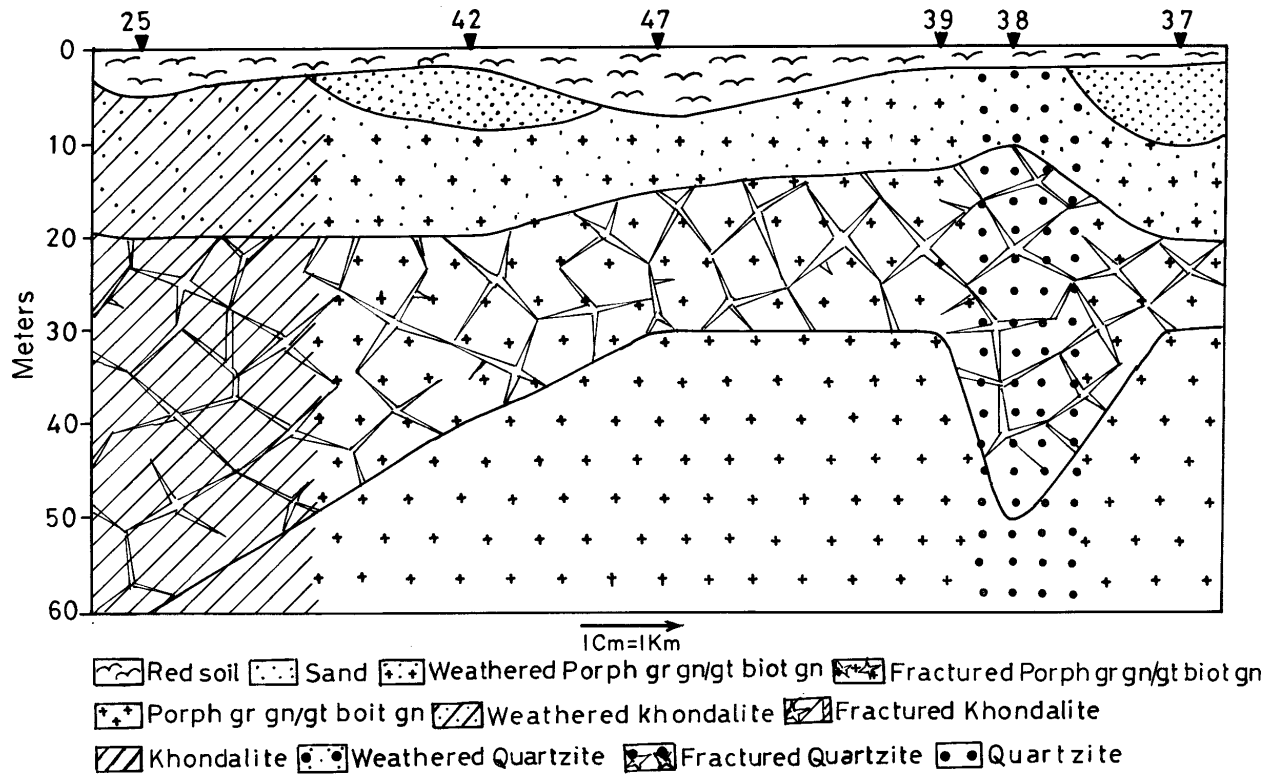 25 42 47 39 38 37
0
10
20
30
40
50
60
Meters
1Cm=1Km
Red soil Sand Weathered Porph gr gn/gt biot gn Fractured Porph gr gn/gt biot gn
Porph gr gn/gt boit gn Weathered khondalite Fractured Khondalite
Khondalite Weathered Quartzite Fractured Quartzite Quartzite